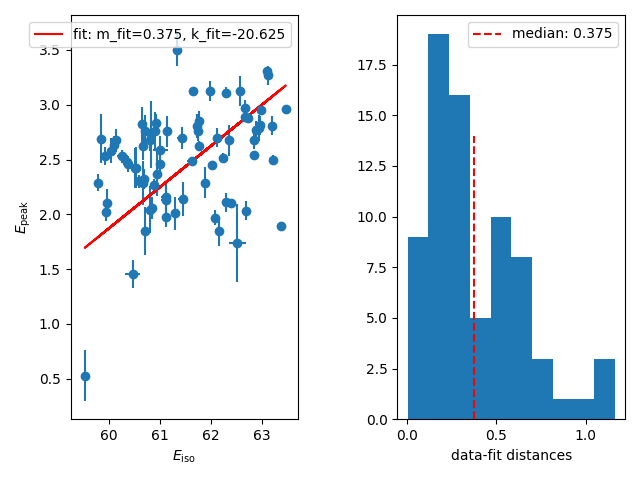 fit: m_fit=0.375, k_fit=-20.625
median: 0.375
3.5
3.0
2.5
2.0
1.5
1.0
0.5
E_peak
60 61 62 63
E_iso
17.5
15.0
12.5
10.0
7.5
5.0
2.5
0.0
0.0 0.5 1.0
data-fit distances